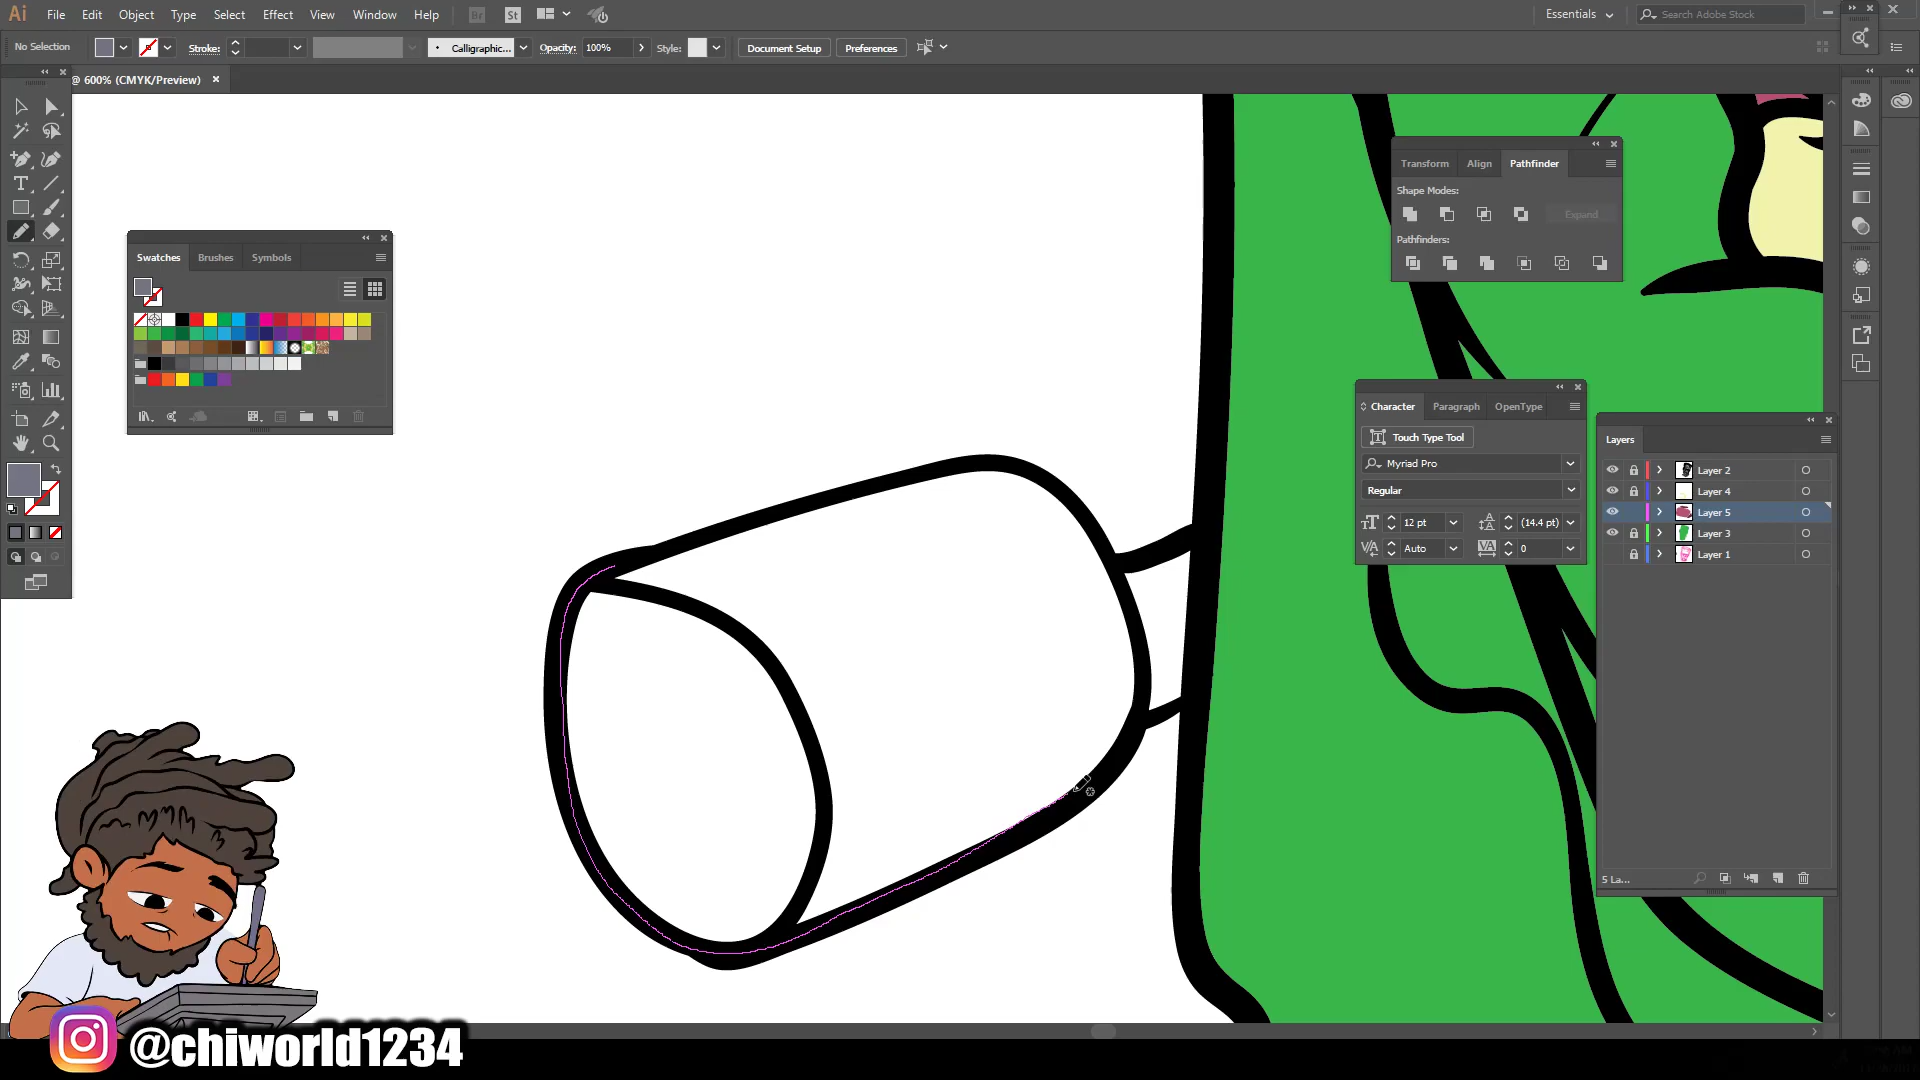 Ai File Edit Object Type Select Effect View Window Help Br St Essentials Search Adobe Stock
No Selection Stroke: Calligraphic... Opacity: 100% Style: Document Setup Preferences
@ 600% (CMYK/Preview)
Transform Align Pathfinder
Shape Modes:
Expand
Pathfinders:
Swatches Brushes Symbols
Character Paragraph OpenType
Touch Type Tool
Myriad Pro
Regular
12 pt (14.4 pt)
Auto 0
Layers
Layer 2
Layer 4
Layer 5
Layer 3
Layer 1
5 La...
@chiworld1234